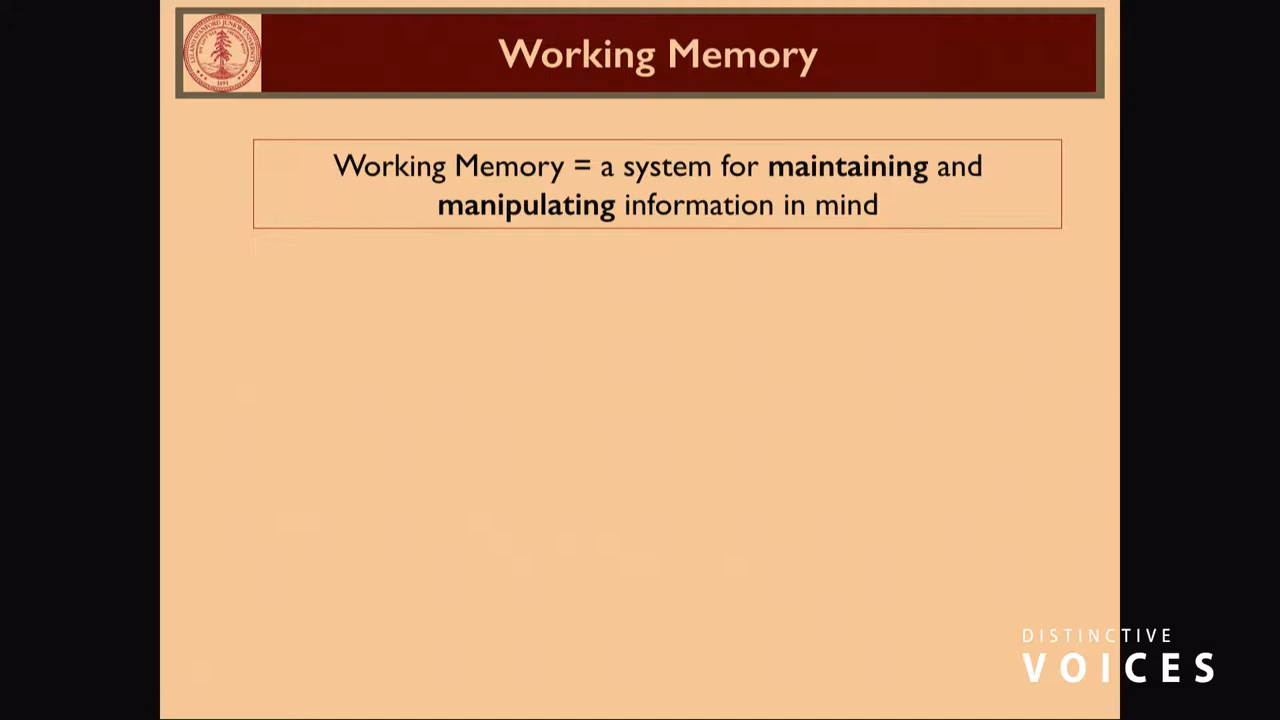 Working Memory
Working Memory = a system for maintaining and
manipulating information in mind
DISTINCTIVE
VOICES